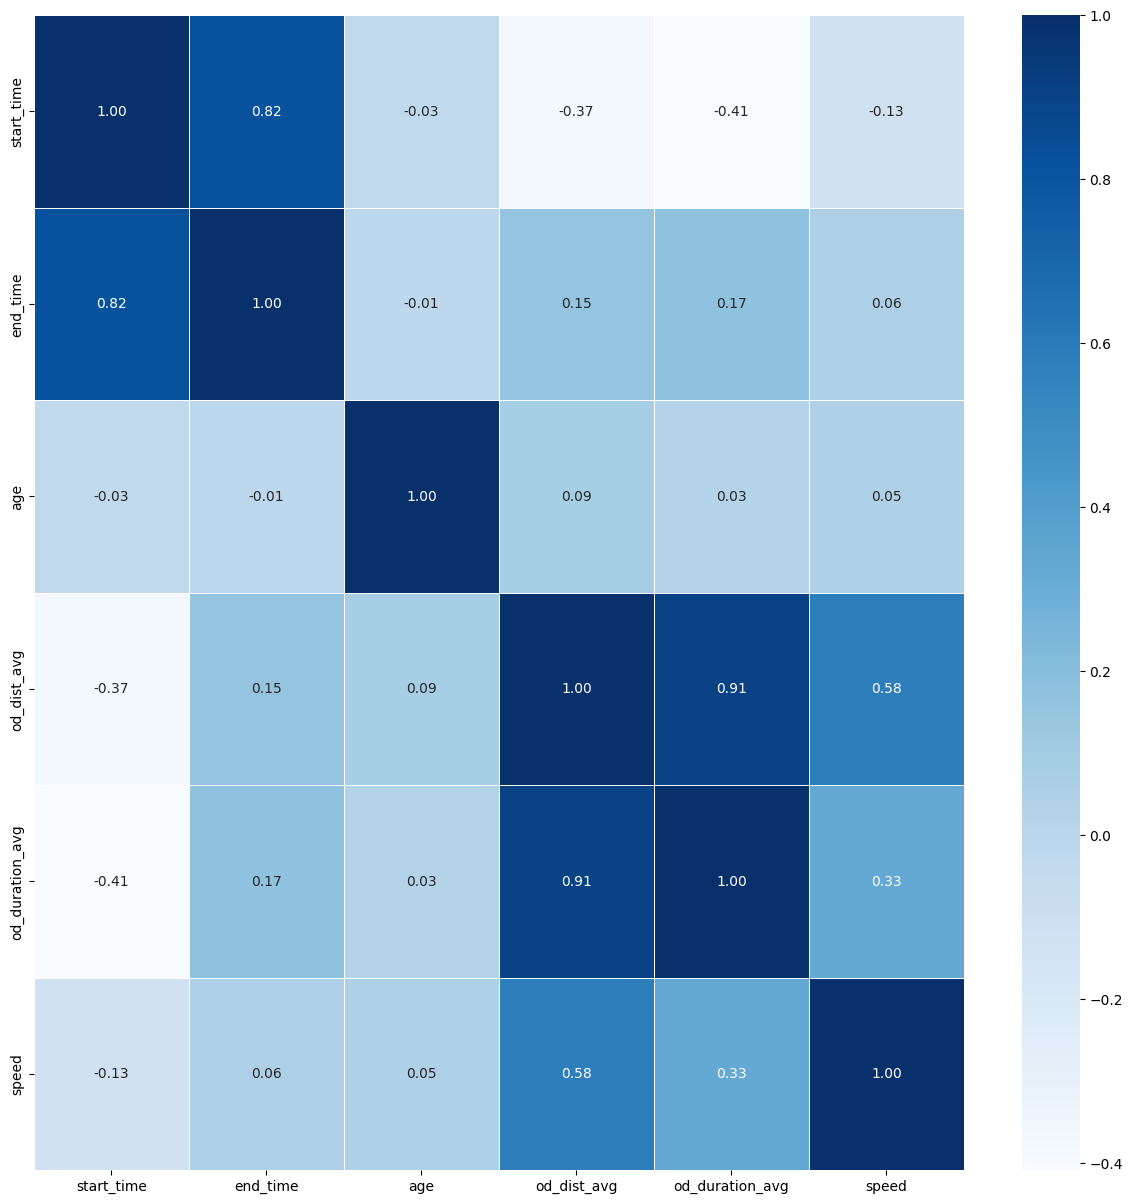 start_time 1.00 0.82 -0.03 -0.37 -0.41 -0.13
end_time 0.82 1.00 -0.01 0.15 0.17 0.06
age -0.03 -0.01 1.00 0.09 0.03 0.05
od_dist_avg -0.37 0.15 0.09 1.00 0.91 0.58
od_duration_avg -0.41 0.17 0.03 0.91 1.00 0.33
speed -0.13 0.06 0.05 0.58 0.33 1.00
start_time end_time age od_dist_avg od_duration_avg speed
1.0
0.8
0.6
0.4
0.2
0.0
−0.2
−0.4